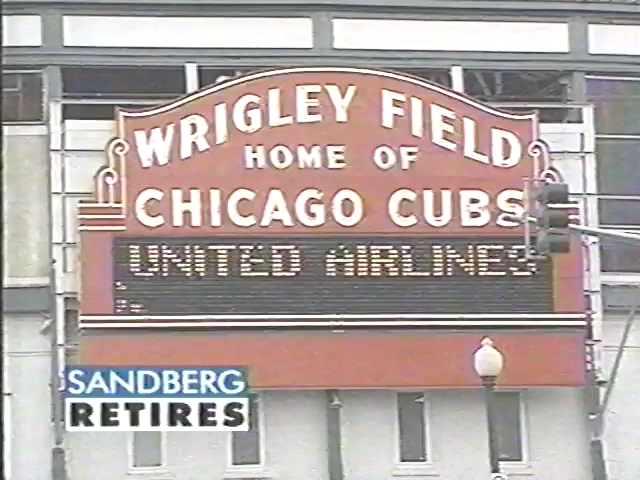 WRIGLEY FIELD
HOME OF
CHICAGO CUBS
UNITED AIRLINES
SANDBERG
RETIRES